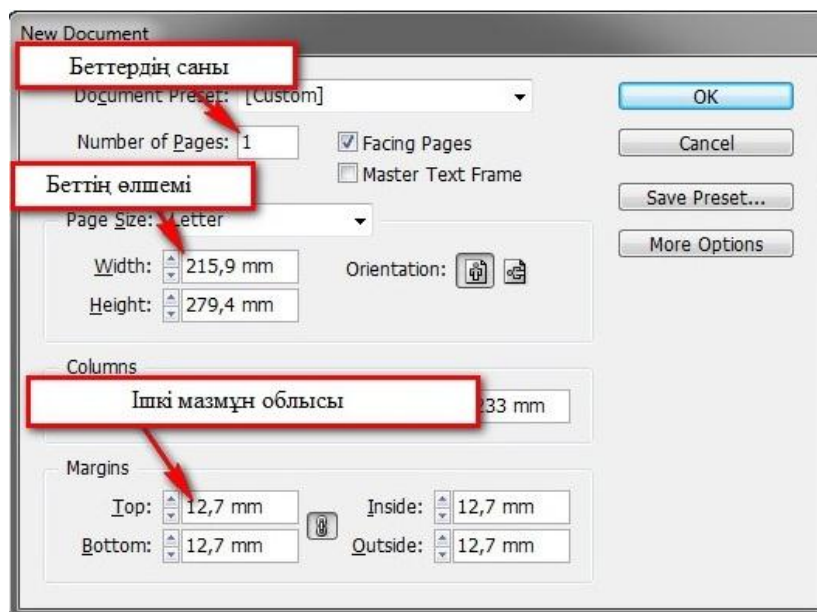 New Document
Беттердің саны
Document Preset: [Custom]
OK
Number of Pages: 1
Facing Pages
Cancel
Master Text Frame
Беттің өлшемі
Save Preset...
Page Size: Letter
More Options
Width: 215,9 mm
Orientation:
Height: 279,4 mm
Columns
Ішкі мазмұн облысы
233 mm
Margins
Top: 12,7 mm
Inside: 12,7 mm
Bottom: 12,7 mm
Outside: 12,7 mm